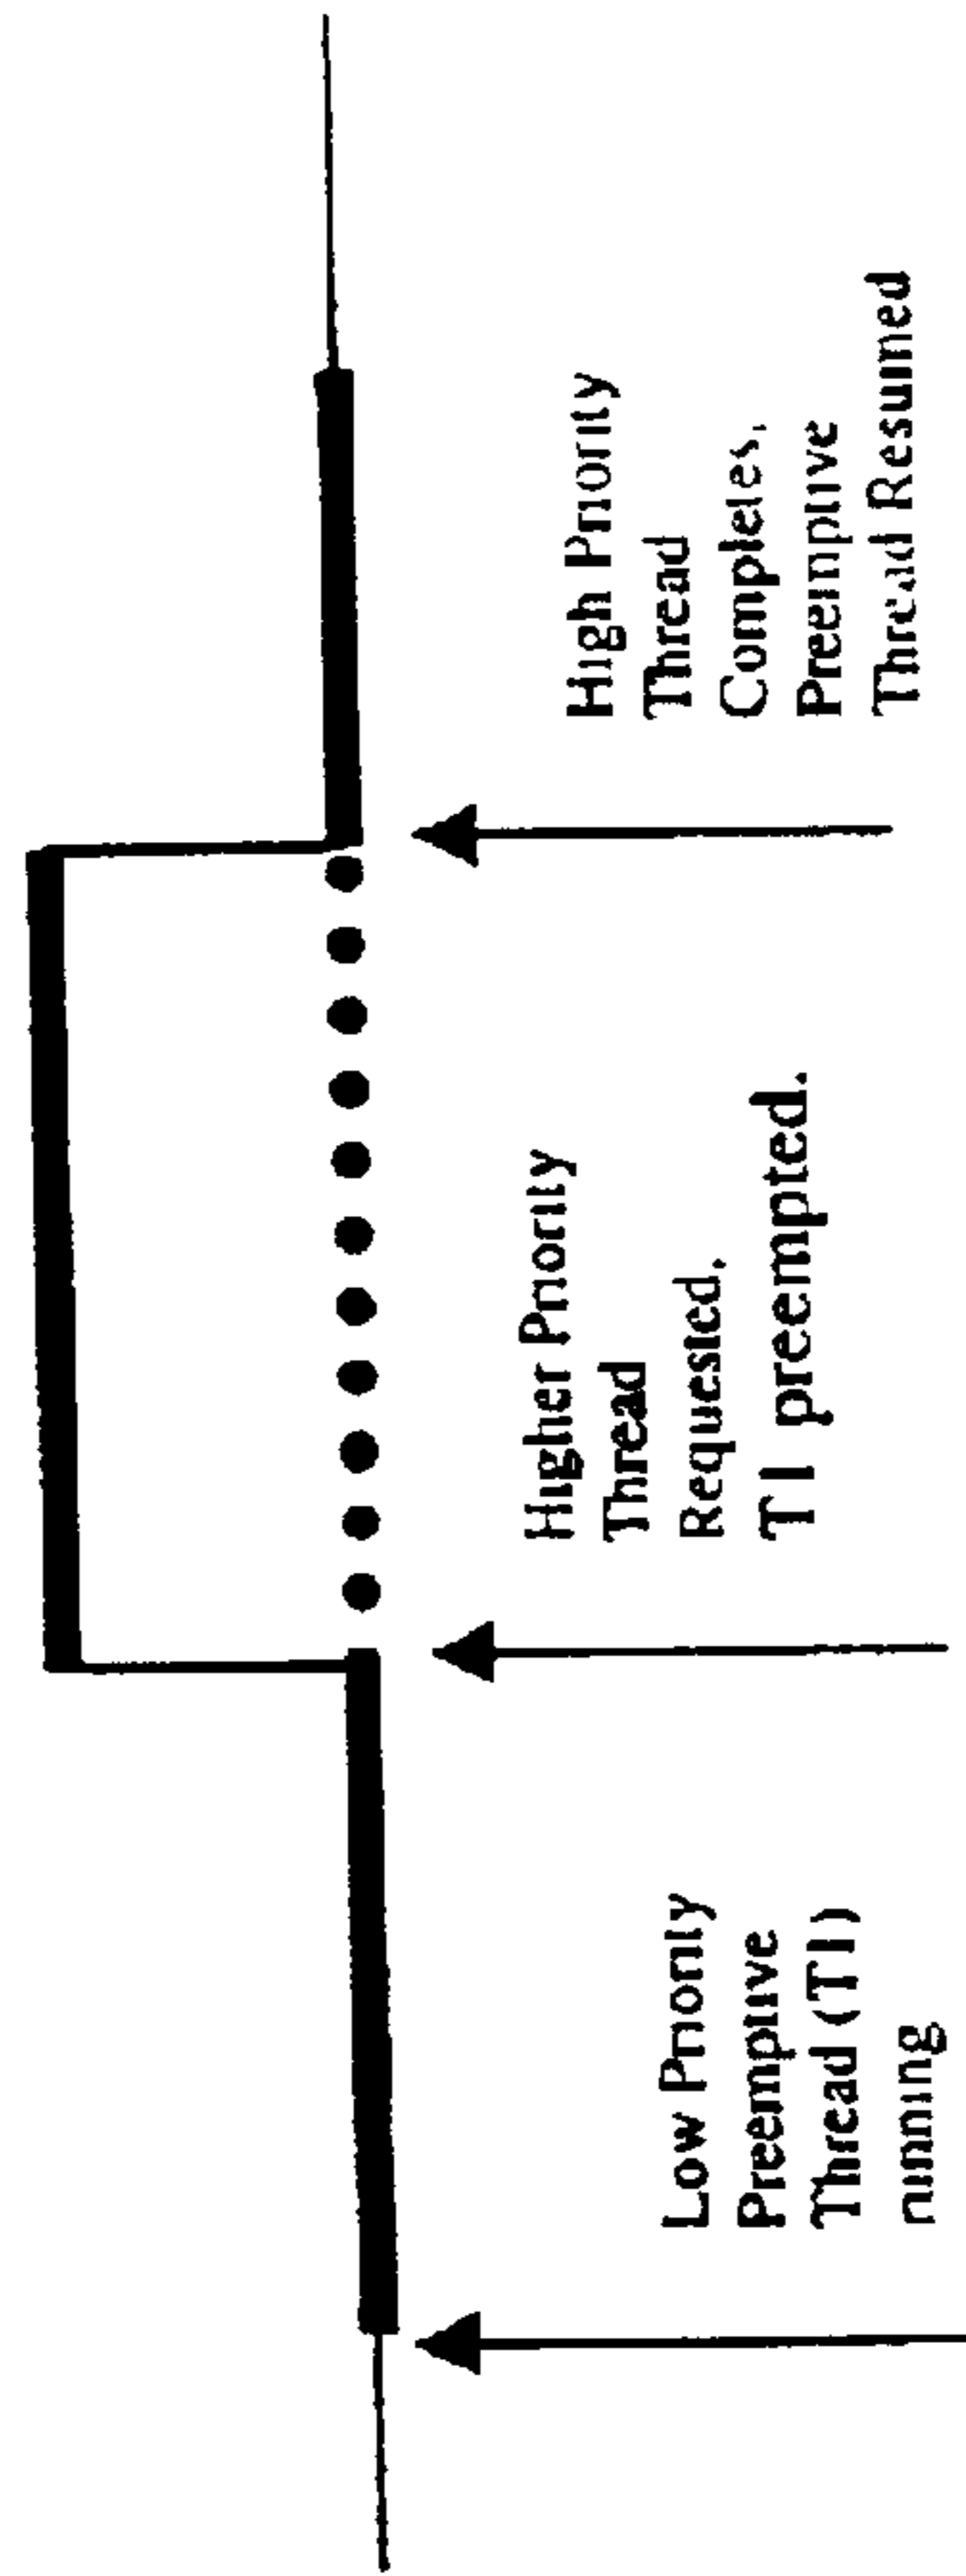 Low Priority
Preemptive
Thread (T1)
running
Higher Priority
Thread
Requested.
T1 preempted.
High Priority
Thread
Completes,
Preemptive
Thread Resumed